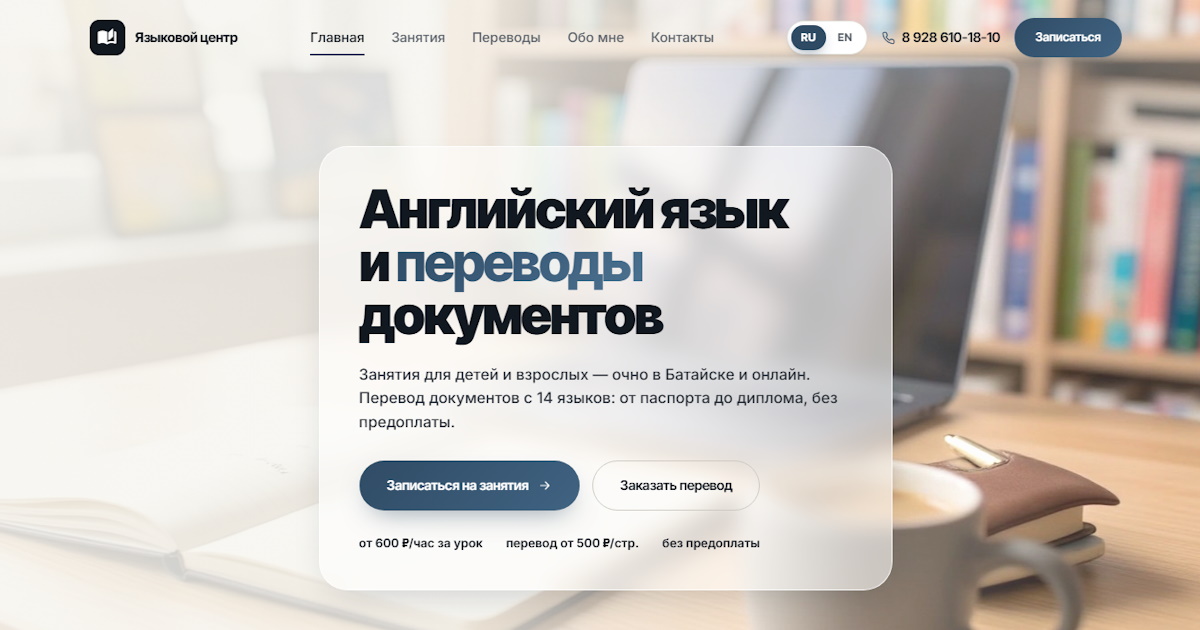 Языковой центр
Главная Занятия Переводы Обо мне Контакты
RU EN
8 928 610-18-10
Записаться
Английский язык
и переводы
документов
Занятия для детей и взрослых — очно в Батайске и онлайн.
Перевод документов с 14 языков: от паспорта до диплома, без
предоплаты.
Записаться на занятия →
Заказать перевод
от 600 ₽/час за урок перевод от 500 ₽/стр. без предоплаты